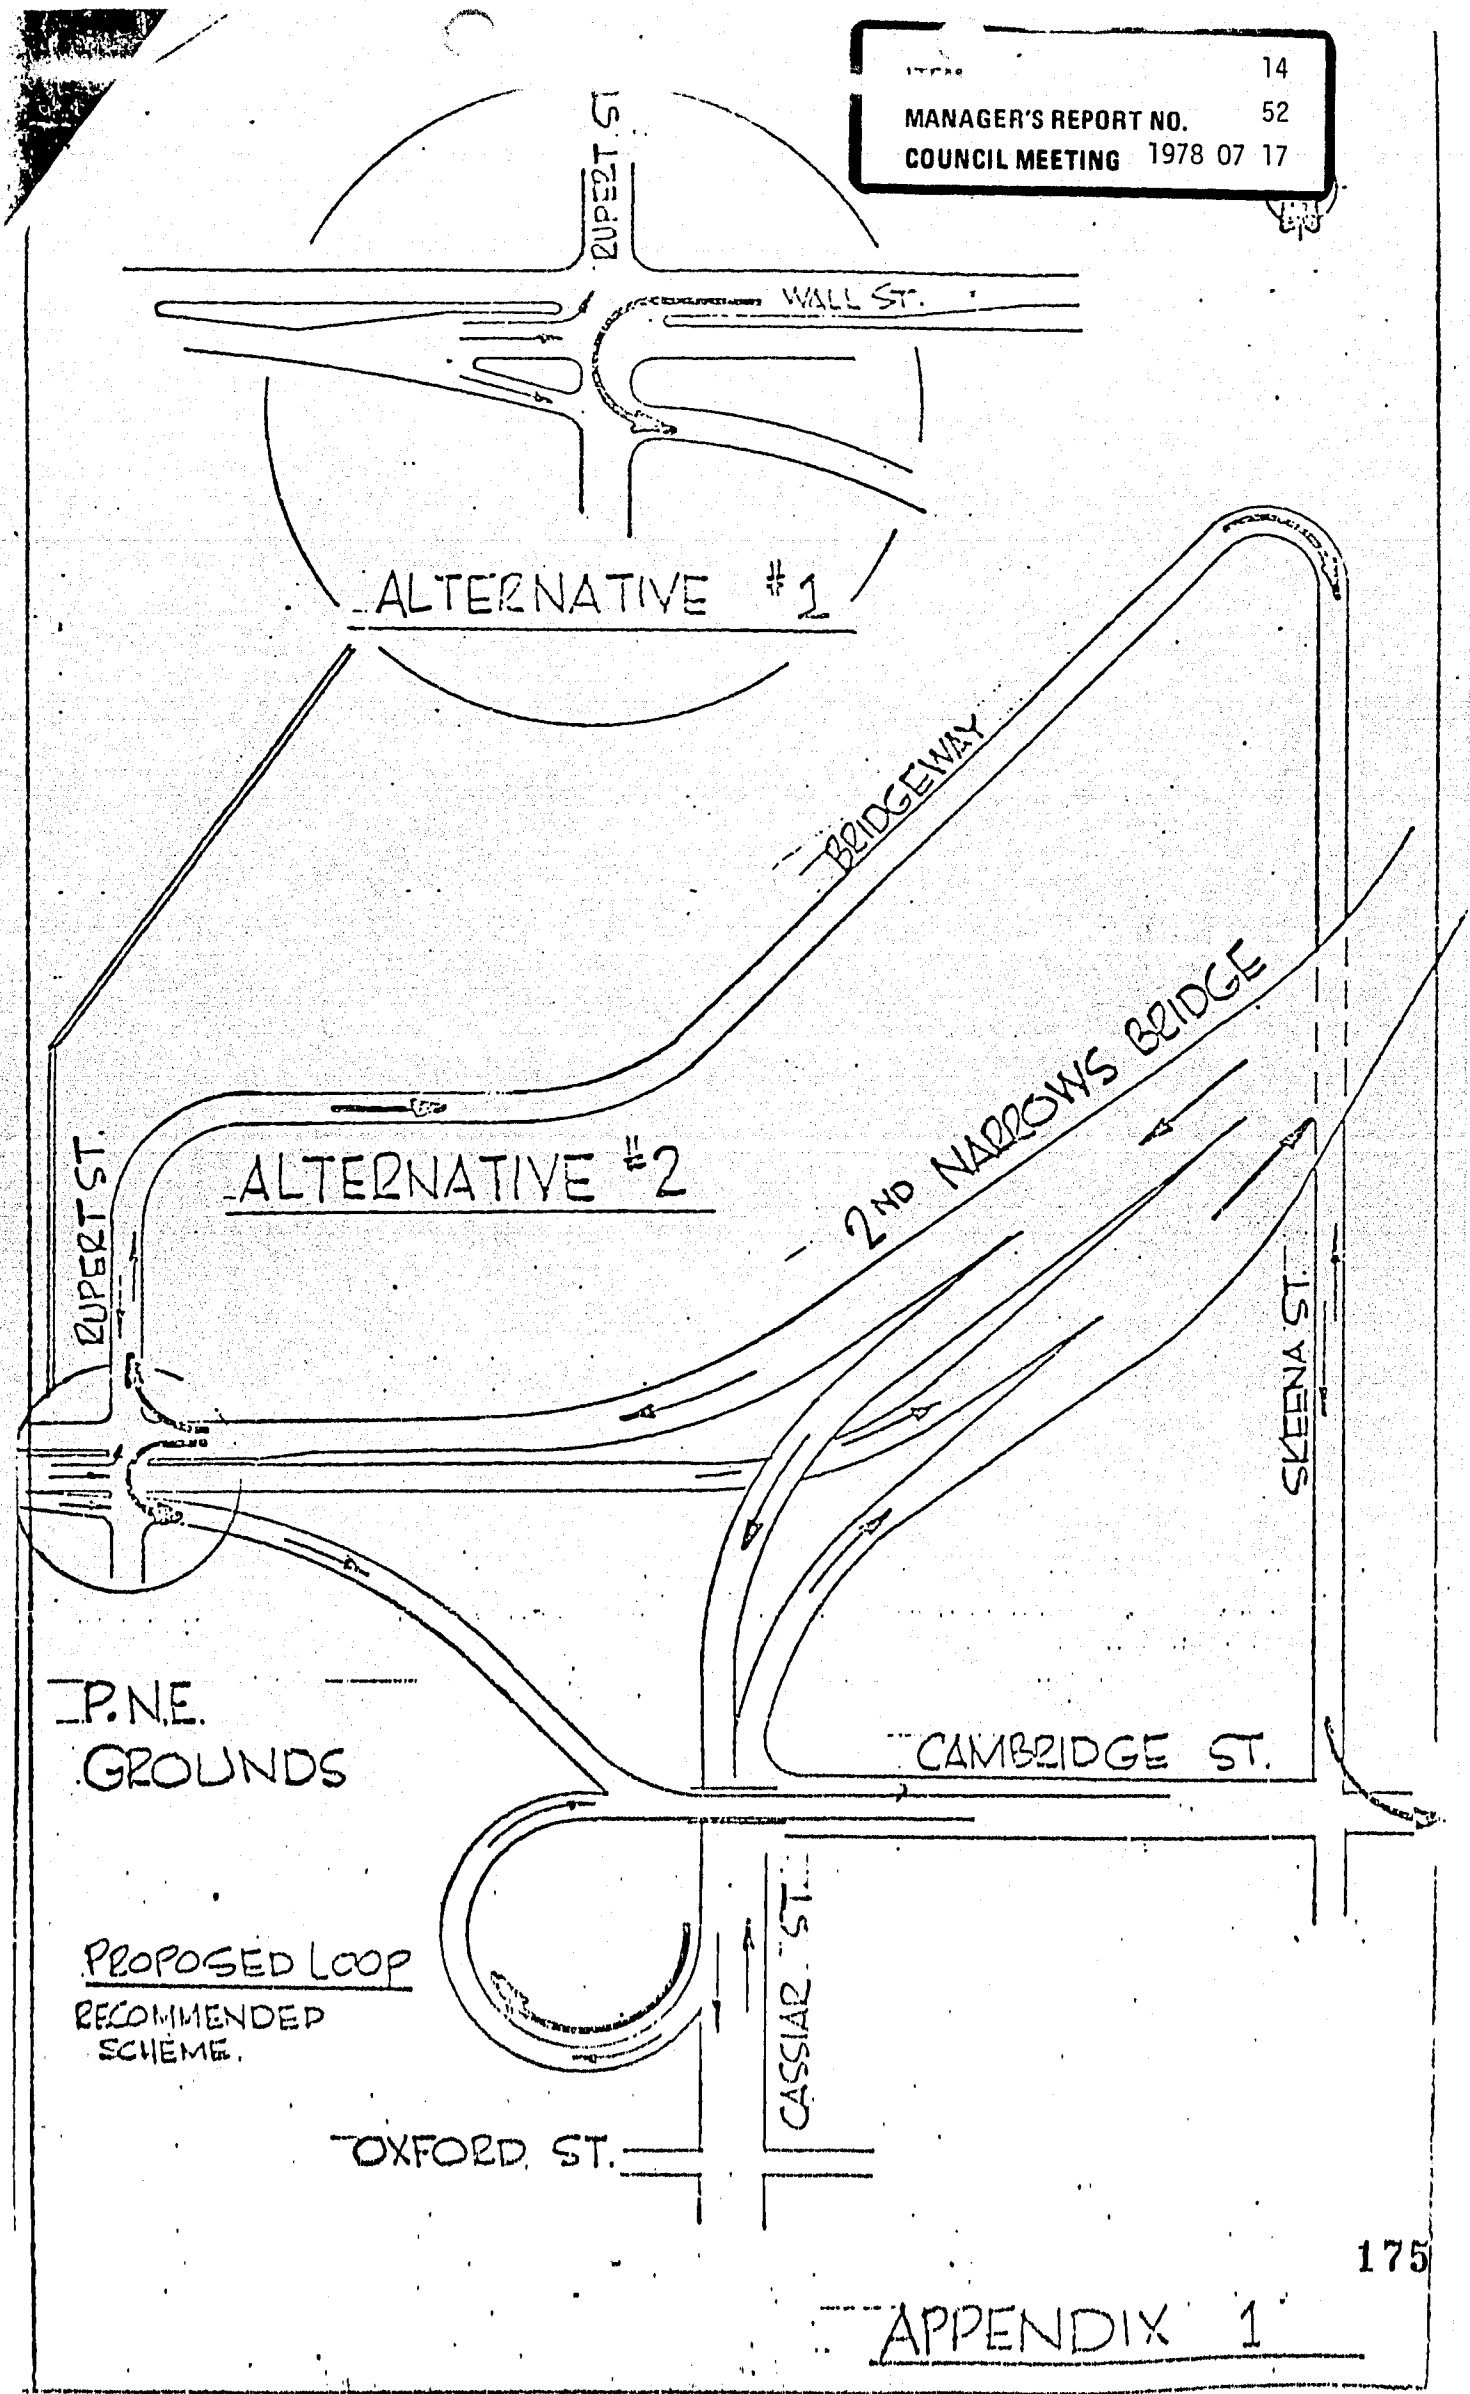 ITEM 14
MANAGER'S REPORT NO. 52
COUNCIL MEETING 1978 07 17
RUPERT ST
WALL ST.
ALTERNATIVE #1
BRIDGEWAY
2ND NARROWS BRIDGE
RUPERT ST.
ALTERNATIVE #2
SKEENA ST.
P.N.E.
GROUNDS
CAMBRIDGE ST.
PROPOSED LOOP
RECOMMENDED
SCHEME.
CASSIAR ST.
OXFORD ST.
175
APPENDIX 1